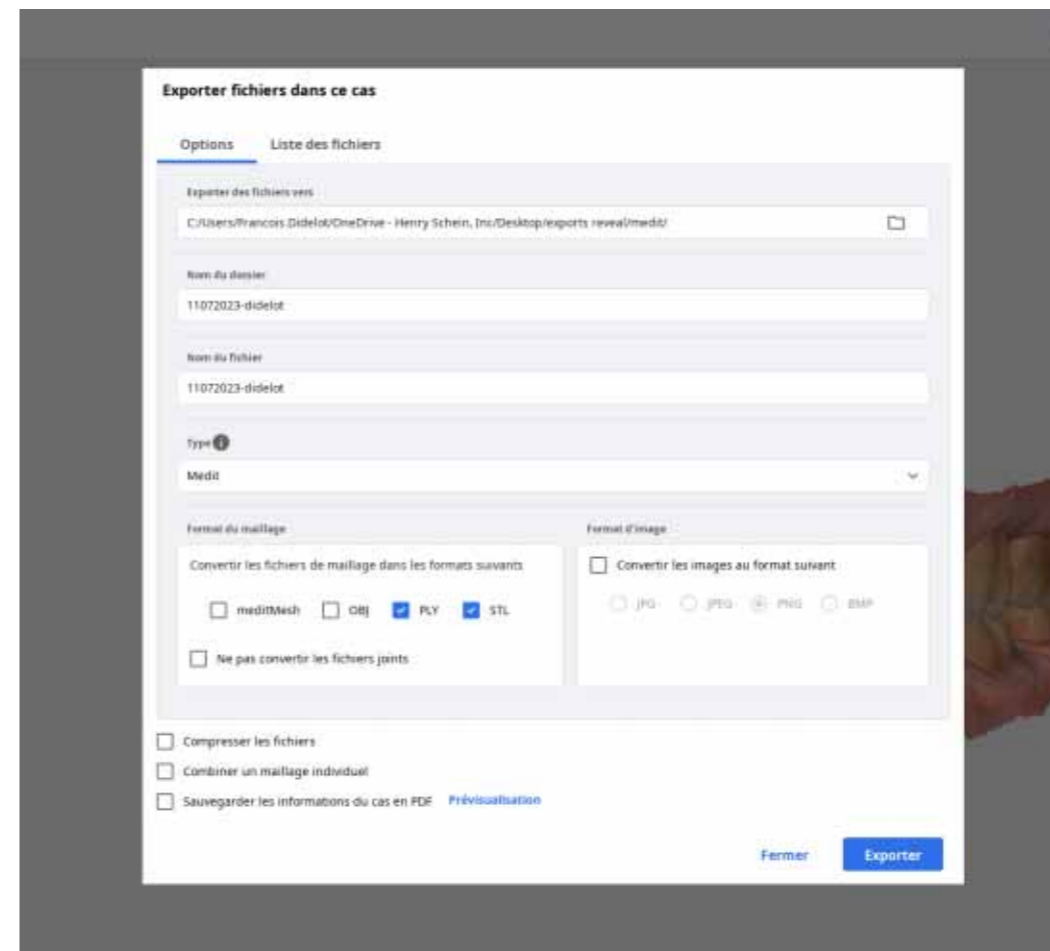 Exporter fichiers dans ce cas
Options Liste des fichiers
Exporter des fichiers vers
C:/Users/Francois.Didelot/OneDrive - Henry Schein, Inc/Desktop/exports reveal/medit/
Nom du dossier
11072023-didelot
Nom du fichier
11072023-didelot
Type
Medit
Format du maillage Format d'image
Convertir les fichiers de maillage dans les formats suivants Convertir les images au format suivant
meditMesh OBJ PLY STL JPG JPEG PNG BMP
Ne pas convertir les fichiers joints
Compresser les fichiers
Combiner un maillage individuel
Sauvegarder les informations du cas en PDF Prévisualisation
Fermer Exporter